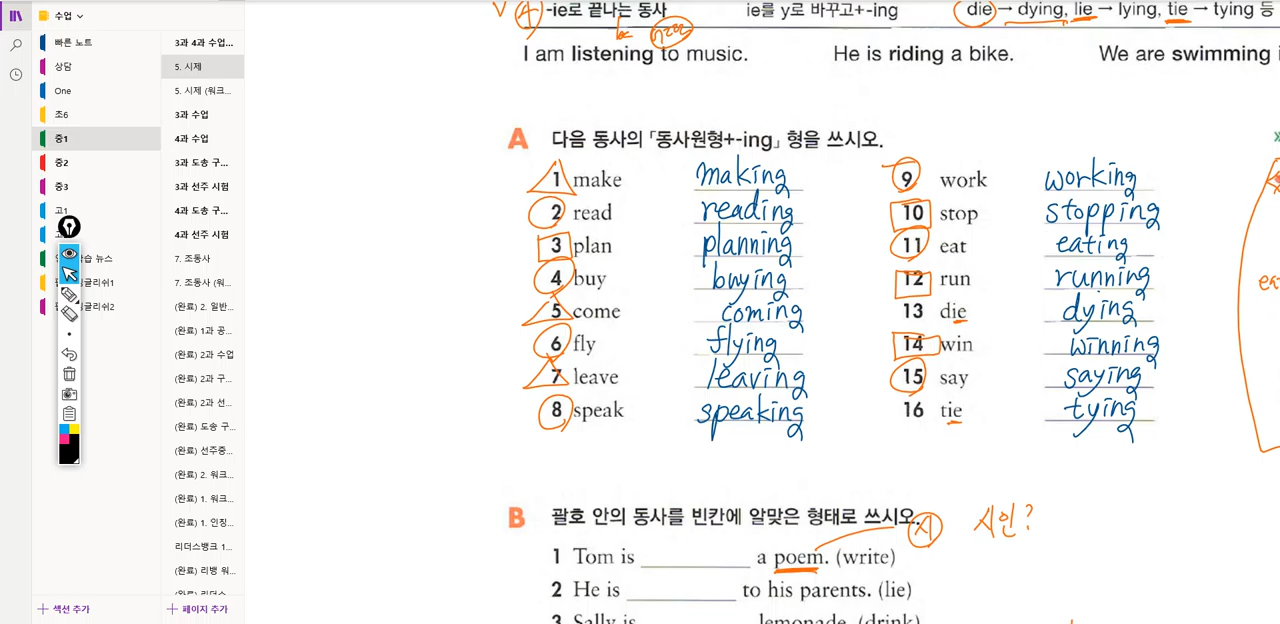 수업
빠른 노트
상담
One
초6
중1
중2
중3
고1
3과 4과 수업...
5. 시제
5. 시제 (워크...
3과 수업
4과 수업
3과 도송 구...
3과 선주 시험
4과 도송 구...
4과 선주 시험
7. 조동사
7. 조동사 (워...
(완료) 2. 일반...
(완료) 1과 공...
(완료) 2과 수업
(완료) 2과 구...
(완료) 2과 선...
(완료) 도송 구...
(완료) 선주중...
(완료) 2. 워크...
(완료) 1. 워크...
(완료) 1. 인칭...
리더스뱅크 1...
(완료) 리뱅 워...
섹션 추가
페이지 추가
-ie로 끝나는 동사 ie를 y로 바꾸고+-ing die → dying, lie → lying, tie → tying 등
I am listening to music. He is riding a bike. We are swimming
A 다음 동사의 「동사원형+-ing」 형을 쓰시오.
1 make making 9 work working
2 read reading 10 stop stopping
3 plan planning 11 eat eating
4 buy buying 12 run running
5 come coming 13 die dying
6 fly flying 14 win winning
7 leave leaving 15 say saying
8 speak speaking 16 tie tying
B 괄호 안의 동사를 빈칸에 알맞은 형태로 쓰시오. 시 시인?
1 Tom is ________ a poem. (write)
2 He is ________ to his parents. (lie)
3 Sally is ________ lemonade. (drink)